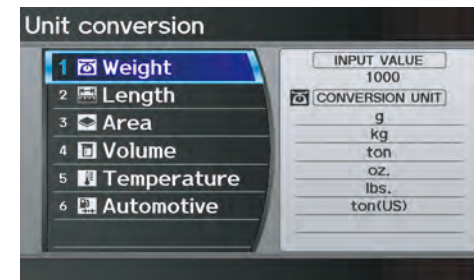 Unit conversion
1 Weight
2 Length
3 Area
4 Volume
5 Temperature
6 Automotive
INPUT VALUE
1000
CONVERSION UNIT
g
kg
ton
oz.
lbs.
ton(US)